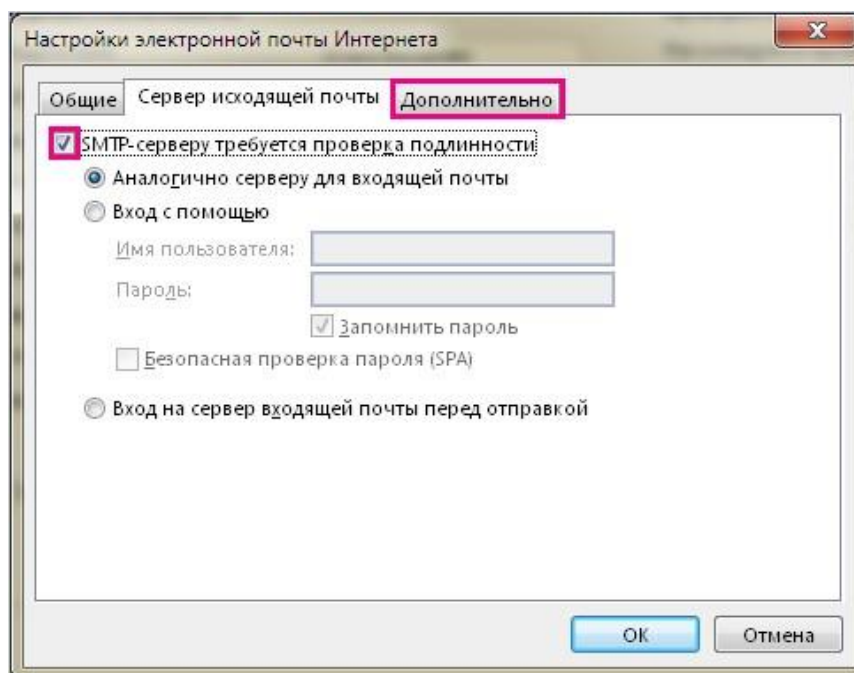 Настройки электронной почты Интернета
Общие Сервер исходящей почты Дополнительно
SMTP-серверу требуется проверка подлинности
Аналогично серверу для входящей почты
Вход с помощью
Имя пользователя:
Пароль:
Запомнить пароль
Безопасная проверка пароля (SPA)
Вход на сервер входящей почты перед отправкой
ОК Отмена